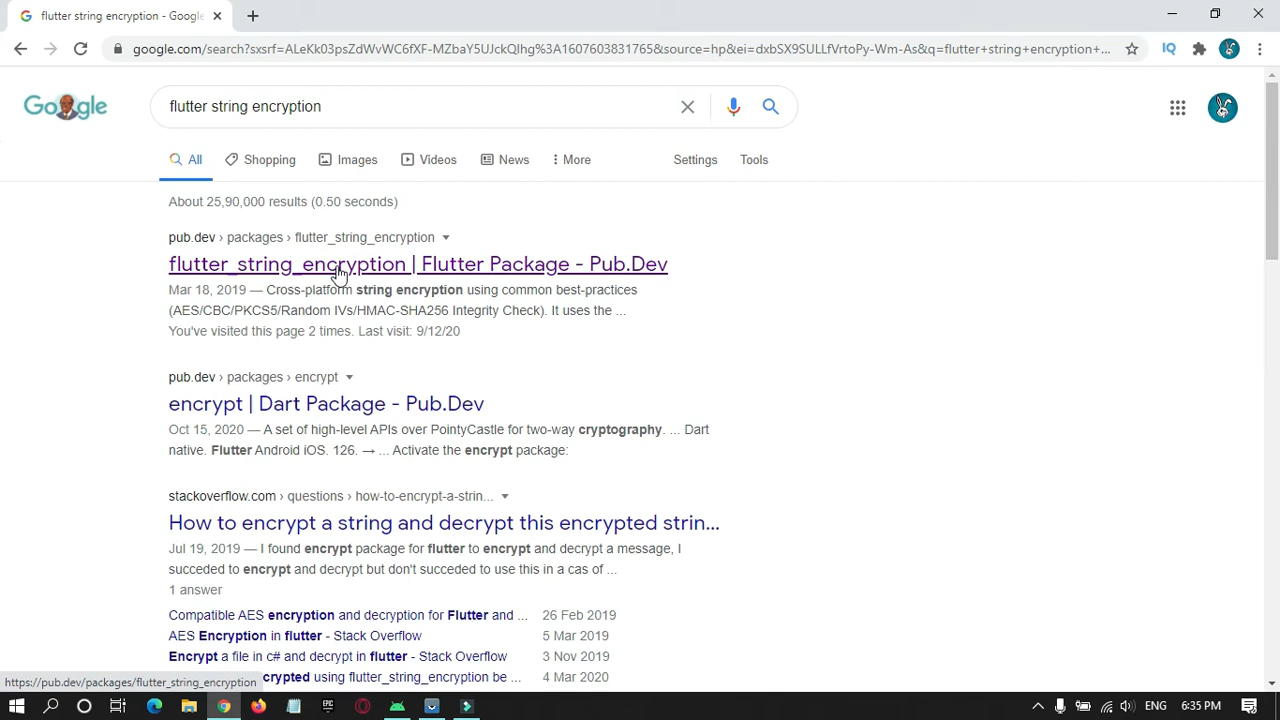 flutter string encryption - Google
google.com/search?sxsrf=ALeKk03psZdWvWC6fXF-MZbaY5UJckQlhg%3A1607603831765&source=hp&ei=dxbSX9SULLfVrtoPy-Wm-As&q=flutter+string+encryption+...
IQ
Google
flutter string encryption
All Shopping Images Videos News More Settings Tools
About 25,90,000 results (0.50 seconds)
pub.dev › packages › flutter_string_encryption
flutter_string_encryption | Flutter Package - Pub.Dev
Mar 18, 2019 — Cross-platform string encryption using common best-practices
(AES/CBC/PKCS5/Random IVs/HMAC-SHA256 Integrity Check). It uses the ...
You've visited this page 2 times. Last visit: 9/12/20
pub.dev › packages › encrypt
encrypt | Dart Package - Pub.Dev
Oct 15, 2020 — A set of high-level APIs over PointyCastle for two-way cryptography. ... Dart
native. Flutter Android iOS. 126. → ... Activate the encrypt package:
stackoverflow.com › questions › how-to-encrypt-a-strin...
How to encrypt a string and decrypt this encrypted strin...
Jul 19, 2019 — I found encrypt package for flutter to encrypt and decrypt a message, I
succeded to encrypt and decrypt but don't succeded to use this in a cas of ...
1 answer
Compatible AES encryption and decryption for Flutter and ... 26 Feb 2019
AES Encryption in flutter - Stack Overflow 5 Mar 2019
Encrypt a file in c# and decrypt in flutter - Stack Overflow 3 Nov 2019
crypted using flutter_string_encryption be ... 4 Mar 2020
https://pub.dev/packages/flutter_string_encryption
EPIC
ENG 6:35 PM